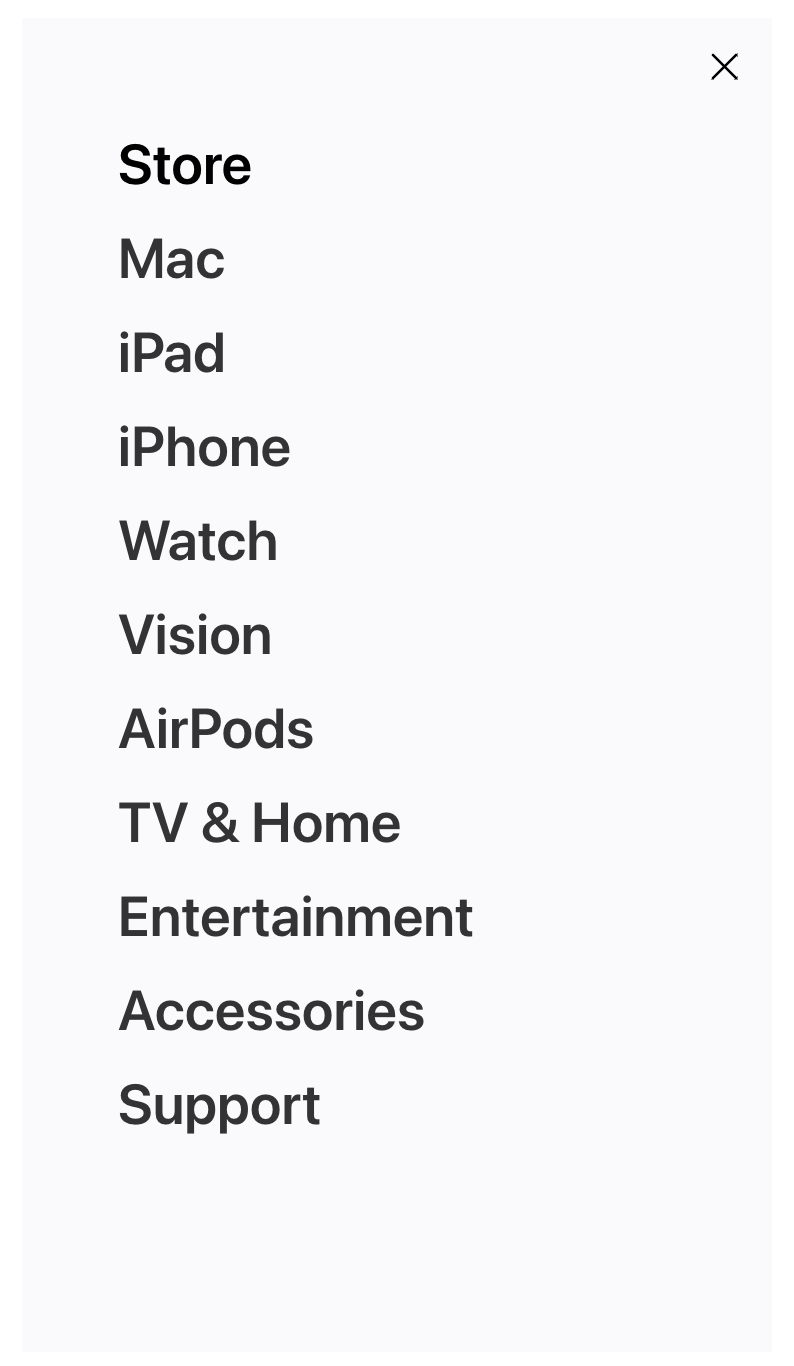 Store
Mac
iPad
iPhone
Watch
Vision
AirPods
TV & Home
Entertainment
Accessories
Support